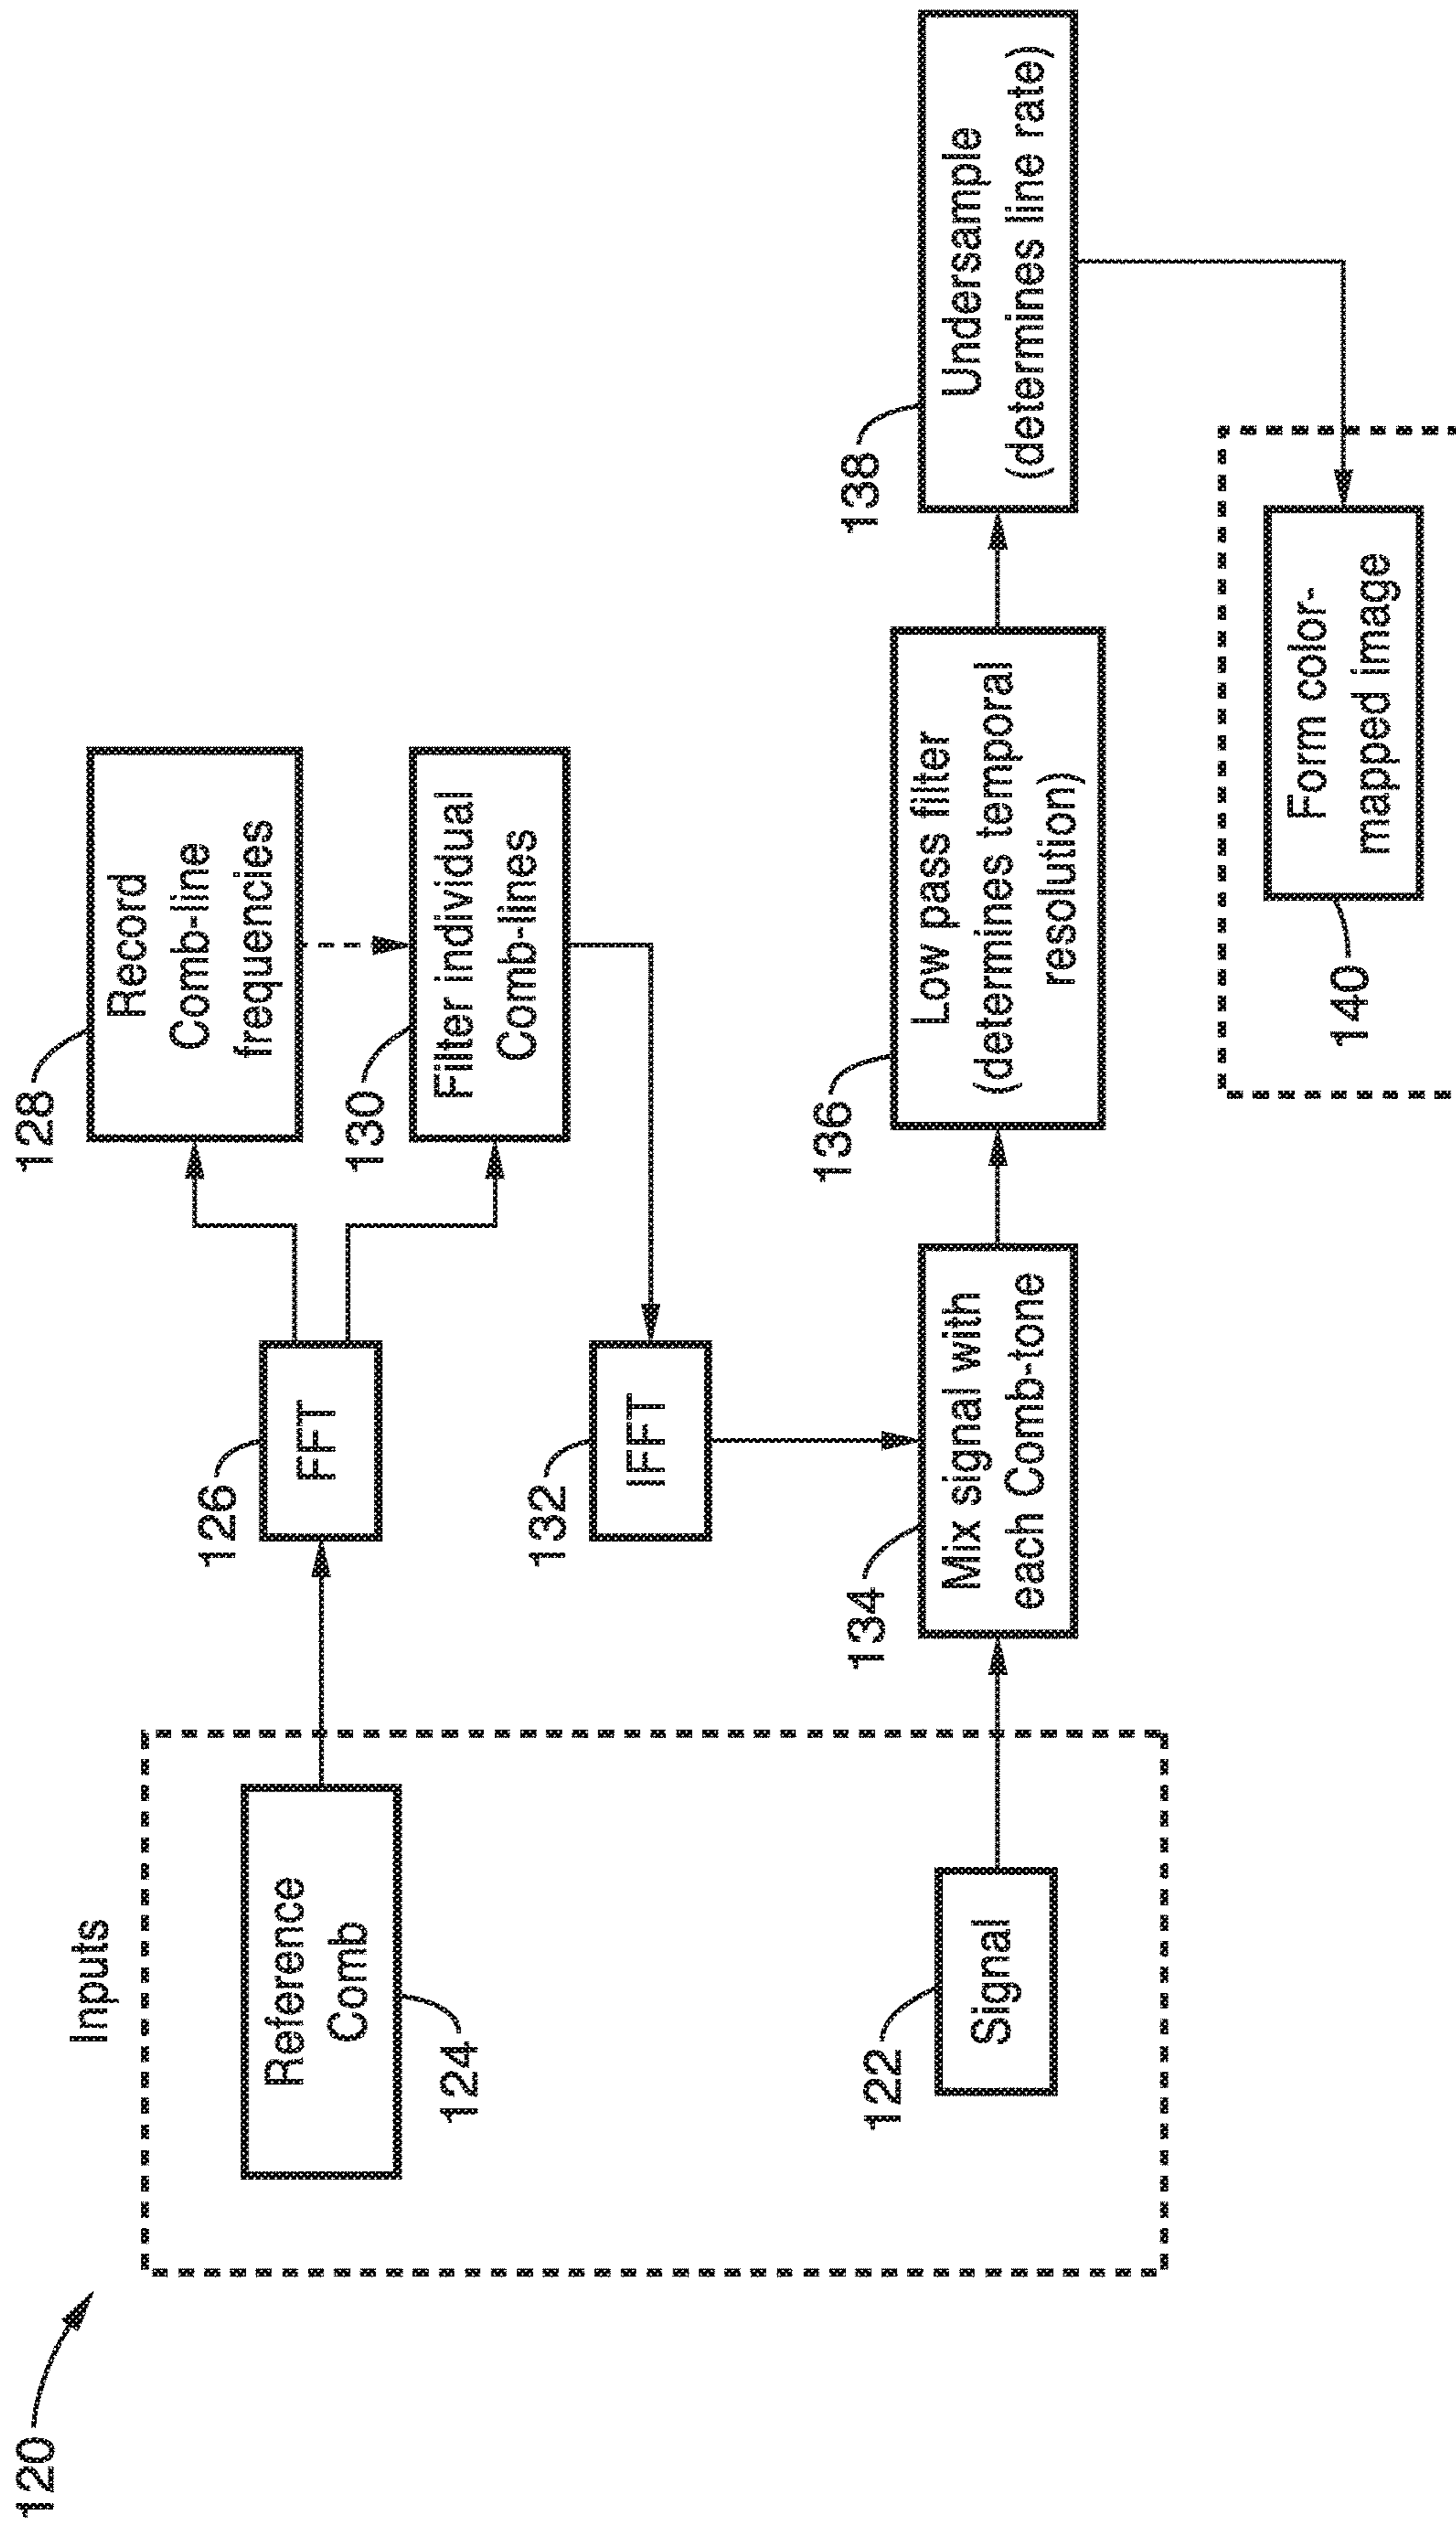 120
Inputs
Reference
Comb
124
Signal
122
126
FFT
128
Record
Comb-line
frequencies
130
Filter individual
Comb-lines
132
IFFT
134
Mix signal with
each Comb-tone
136
Low pass filter
(determines temporal
resolution)
138
Undersample
(determines line rate)
Form color-
mapped image
140